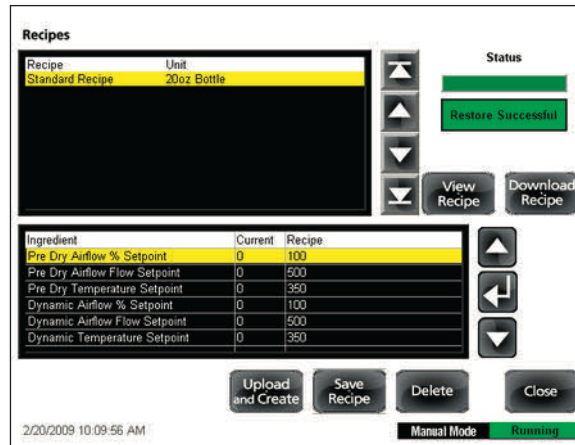 Recipes
Recipe Unit
Standard Recipe 20oz Bottle
Status
Restore Successful
View Recipe
Download Recipe
Ingredient Current Recipe
Pre Dry Airflow % Setpoint 0 100
Pre Dry Airflow Flow Setpoint 0 500
Pre Dry Temperature Setpoint 0 350
Dynamic Airflow % Setpoint 0 100
Dynamic Airflow Flow Setpoint 0 500
Dynamic Temperature Setpoint 0 350
Upload and Create
Save Recipe
Delete
Close
2/20/2009 10:09:56 AM
Manual Mode
Running